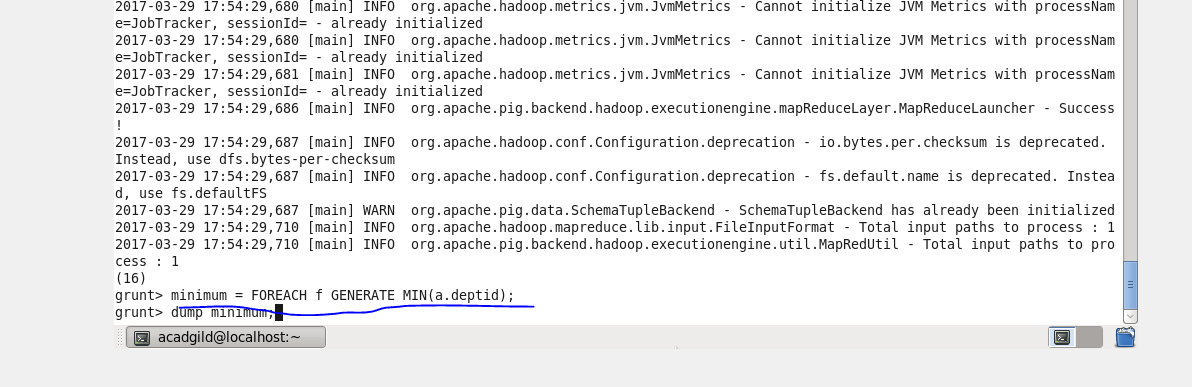 2017-03-29 17:54:29,680 [main] INFO  org.apache.hadoop.metrics.jvm.JvmMetrics - Cannot initialize JVM Metrics with processNam
e=JobTracker, sessionId= - already initialized
2017-03-29 17:54:29,680 [main] INFO  org.apache.hadoop.metrics.jvm.JvmMetrics - Cannot initialize JVM Metrics with processNam
e=JobTracker, sessionId= - already initialized
2017-03-29 17:54:29,681 [main] INFO  org.apache.hadoop.metrics.jvm.JvmMetrics - Cannot initialize JVM Metrics with processNam
e=JobTracker, sessionId= - already initialized
2017-03-29 17:54:29,686 [main] INFO  org.apache.pig.backend.hadoop.executionengine.mapReduceLayer.MapReduceLauncher - Success
!
2017-03-29 17:54:29,687 [main] INFO  org.apache.hadoop.conf.Configuration.deprecation - io.bytes.per.checksum is deprecated.
Instead, use dfs.bytes-per-checksum
2017-03-29 17:54:29,687 [main] INFO  org.apache.hadoop.conf.Configuration.deprecation - fs.default.name is deprecated. Instea
d, use fs.defaultFS
2017-03-29 17:54:29,687 [main] WARN  org.apache.pig.data.SchemaTupleBackend - SchemaTupleBackend has already been initialized
2017-03-29 17:54:29,710 [main] INFO  org.apache.hadoop.mapreduce.lib.input.FileInputFormat - Total input paths to process : 1
2017-03-29 17:54:29,710 [main] INFO  org.apache.pig.backend.hadoop.executionengine.util.MapRedUtil - Total input paths to pro
cess : 1
(16)
grunt> minimum = FOREACH f GENERATE MIN(a.deptid);
grunt> dump minimum;
acadgild@localhost:~